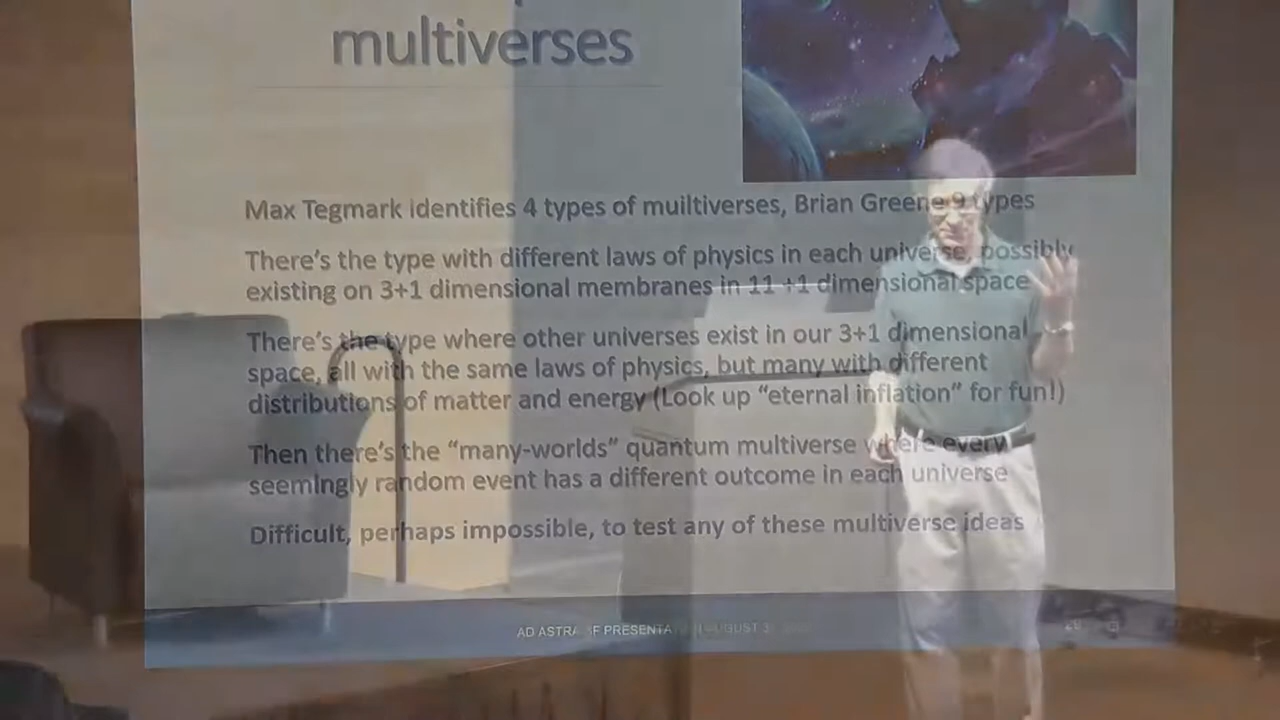 multiverses
Max Tegmark identifies 4 types of muiltiverses, Brian Greene 9 types
There's the type with different laws of physics in each universe, possibly
existing on 3+1 dimensional membranes in 11 +1 dimensional space
There's the type where other universes exist in our 3+1 dimensional
space, all with the same laws of physics, but many with different
distributions of matter and energy (Look up "eternal inflation" for fun!)
Then there's the "many-worlds" quantum multiverse where every
seemingly random event has a different outcome in each universe
Difficult, perhaps impossible, to test any of these multiverse ideas
AD ASTRA SF PRESENTATION AUGUST